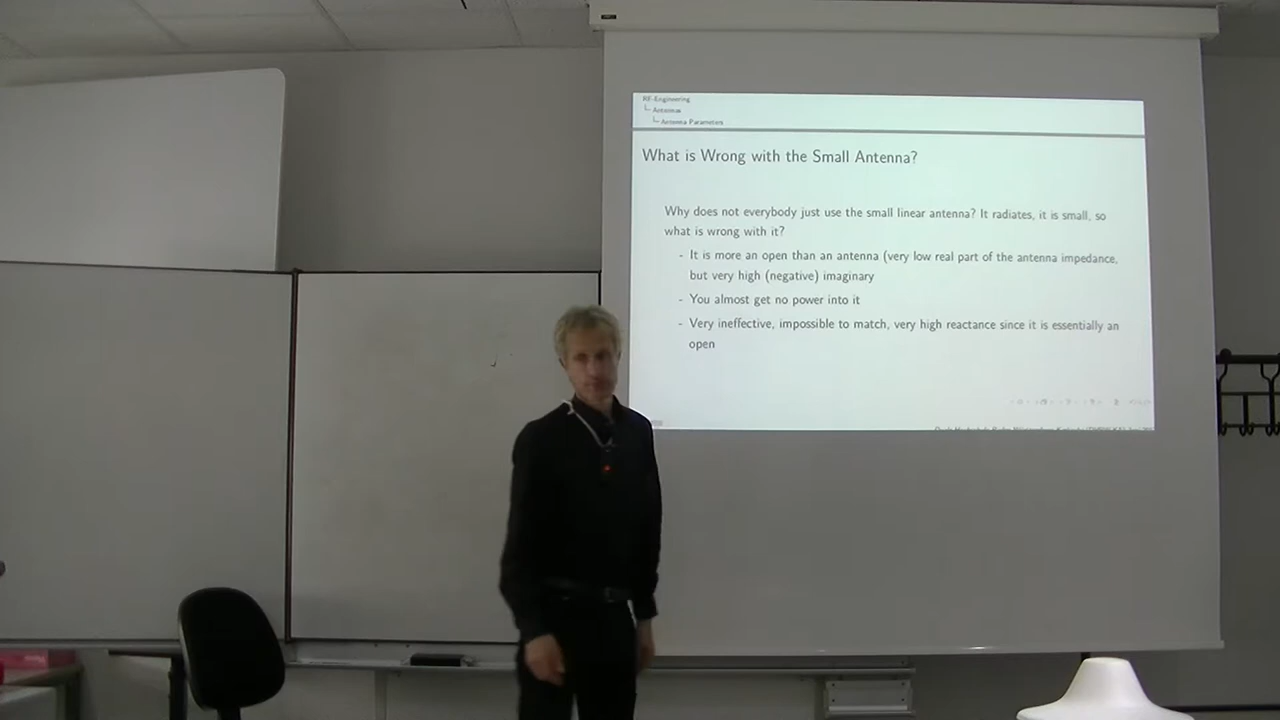 RF-Engineering
Antennas
Antenna Parameters
What is Wrong with the Small Antenna?
Why does not everybody just use the small linear antenna? It radiates, it is small, so
what is wrong with it?
- It is more an open than an antenna (very low real part of the antenna impedance,
but very high (negative) imaginary
- You almost get no power into it
- Very ineffective, impossible to match, very high reactance since it is essentially an
open